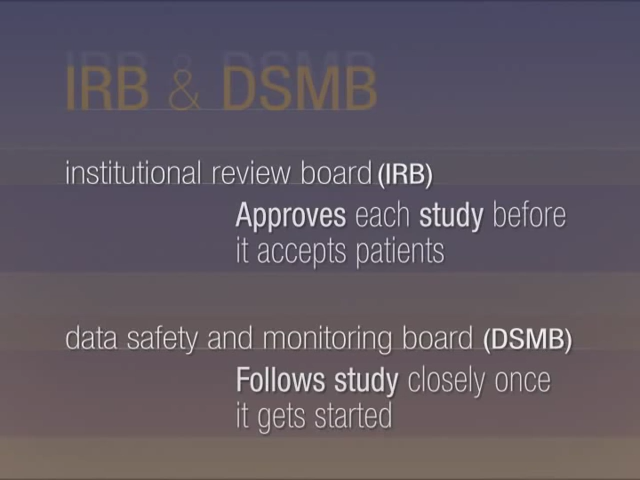 IRB & DSMB
institutional review board (IRB)
Approves each study before
it accepts patients
data safety and monitoring board (DSMB)
Follows study closely once
it gets started